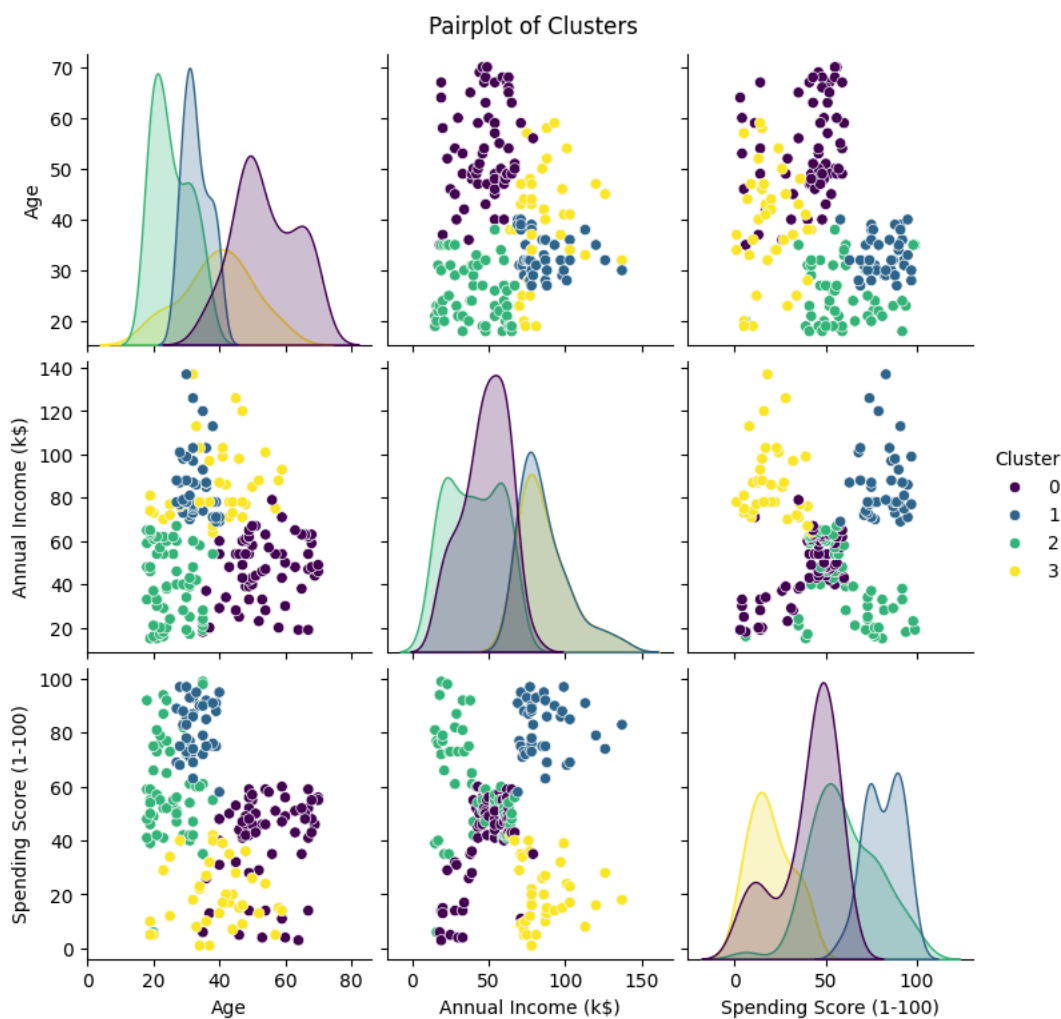 Pairplot of Clusters
Age
70
60
50
40
30
20
Annual Income (k$)
140
120
100
80
60
40
20
Spending Score (1-100)
100
80
60
40
20
0
0 20 40 60 80
Age
0 50 100 150
Annual Income (k$)
0 50 100
Spending Score (1-100)
Cluster
0
1
2
3